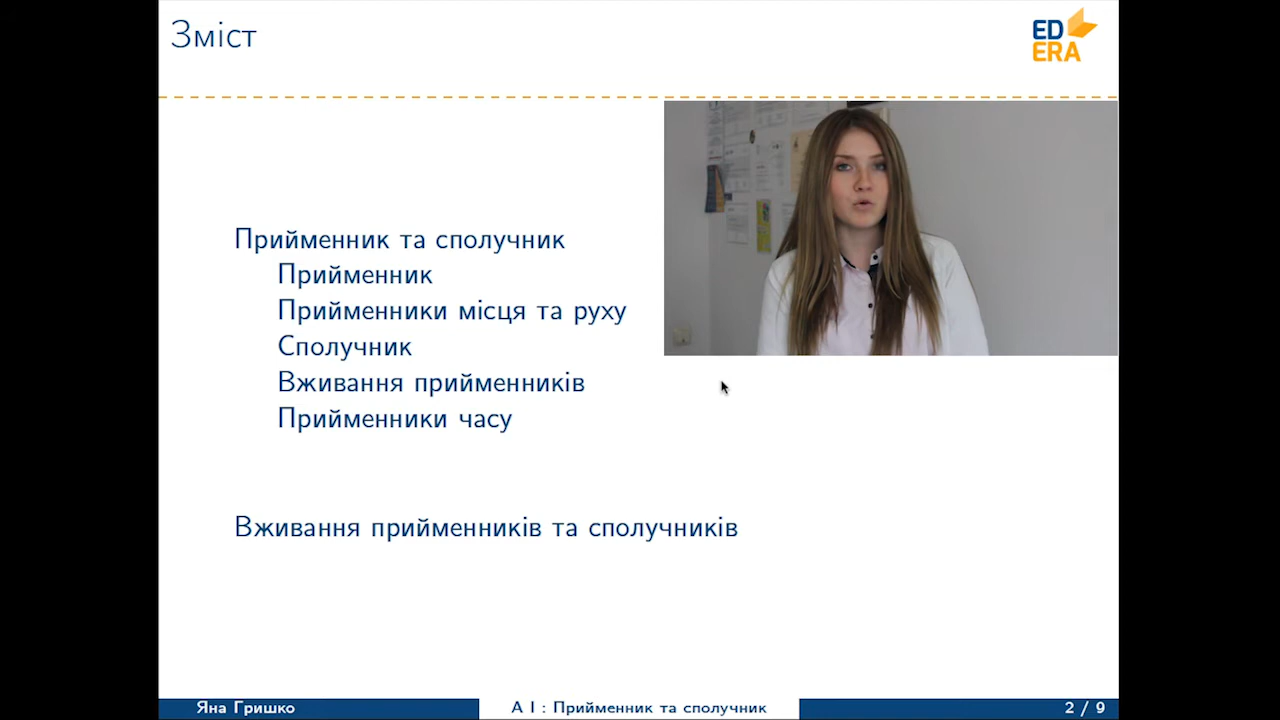 Зміст
ED
ERA
Прийменник та сполучник
Прийменник
Прийменники місця та руху
Сполучник
Вживання прийменників
Прийменники часу
Вживання прийменників та сполучників
Яна Гришко
А І : Прийменник та сполучник
2 / 9